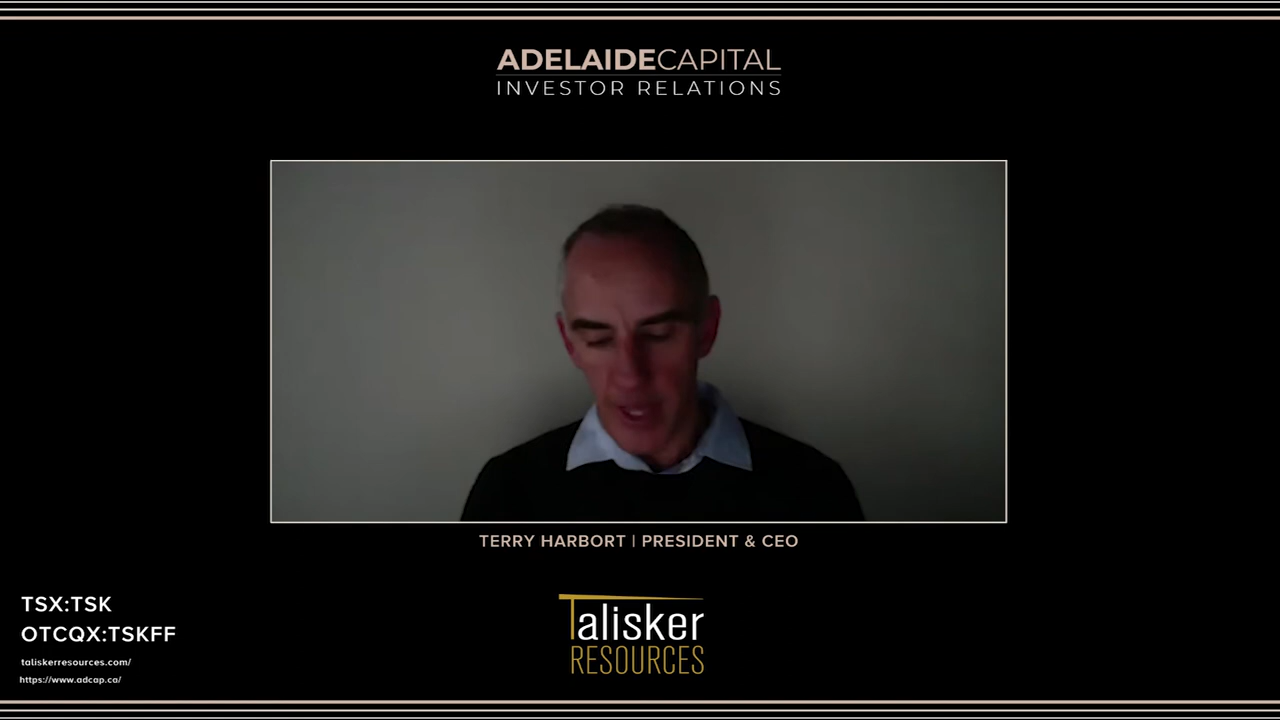 ADELAIDECAPITAL
INVESTOR RELATIONS
TERRY HARBORT | PRESIDENT & CEO
TSX:TSK
OTCQX:TSKFF
taliskerresources.com/
https://www.adcap.ca/
Talisker
RESOURCES